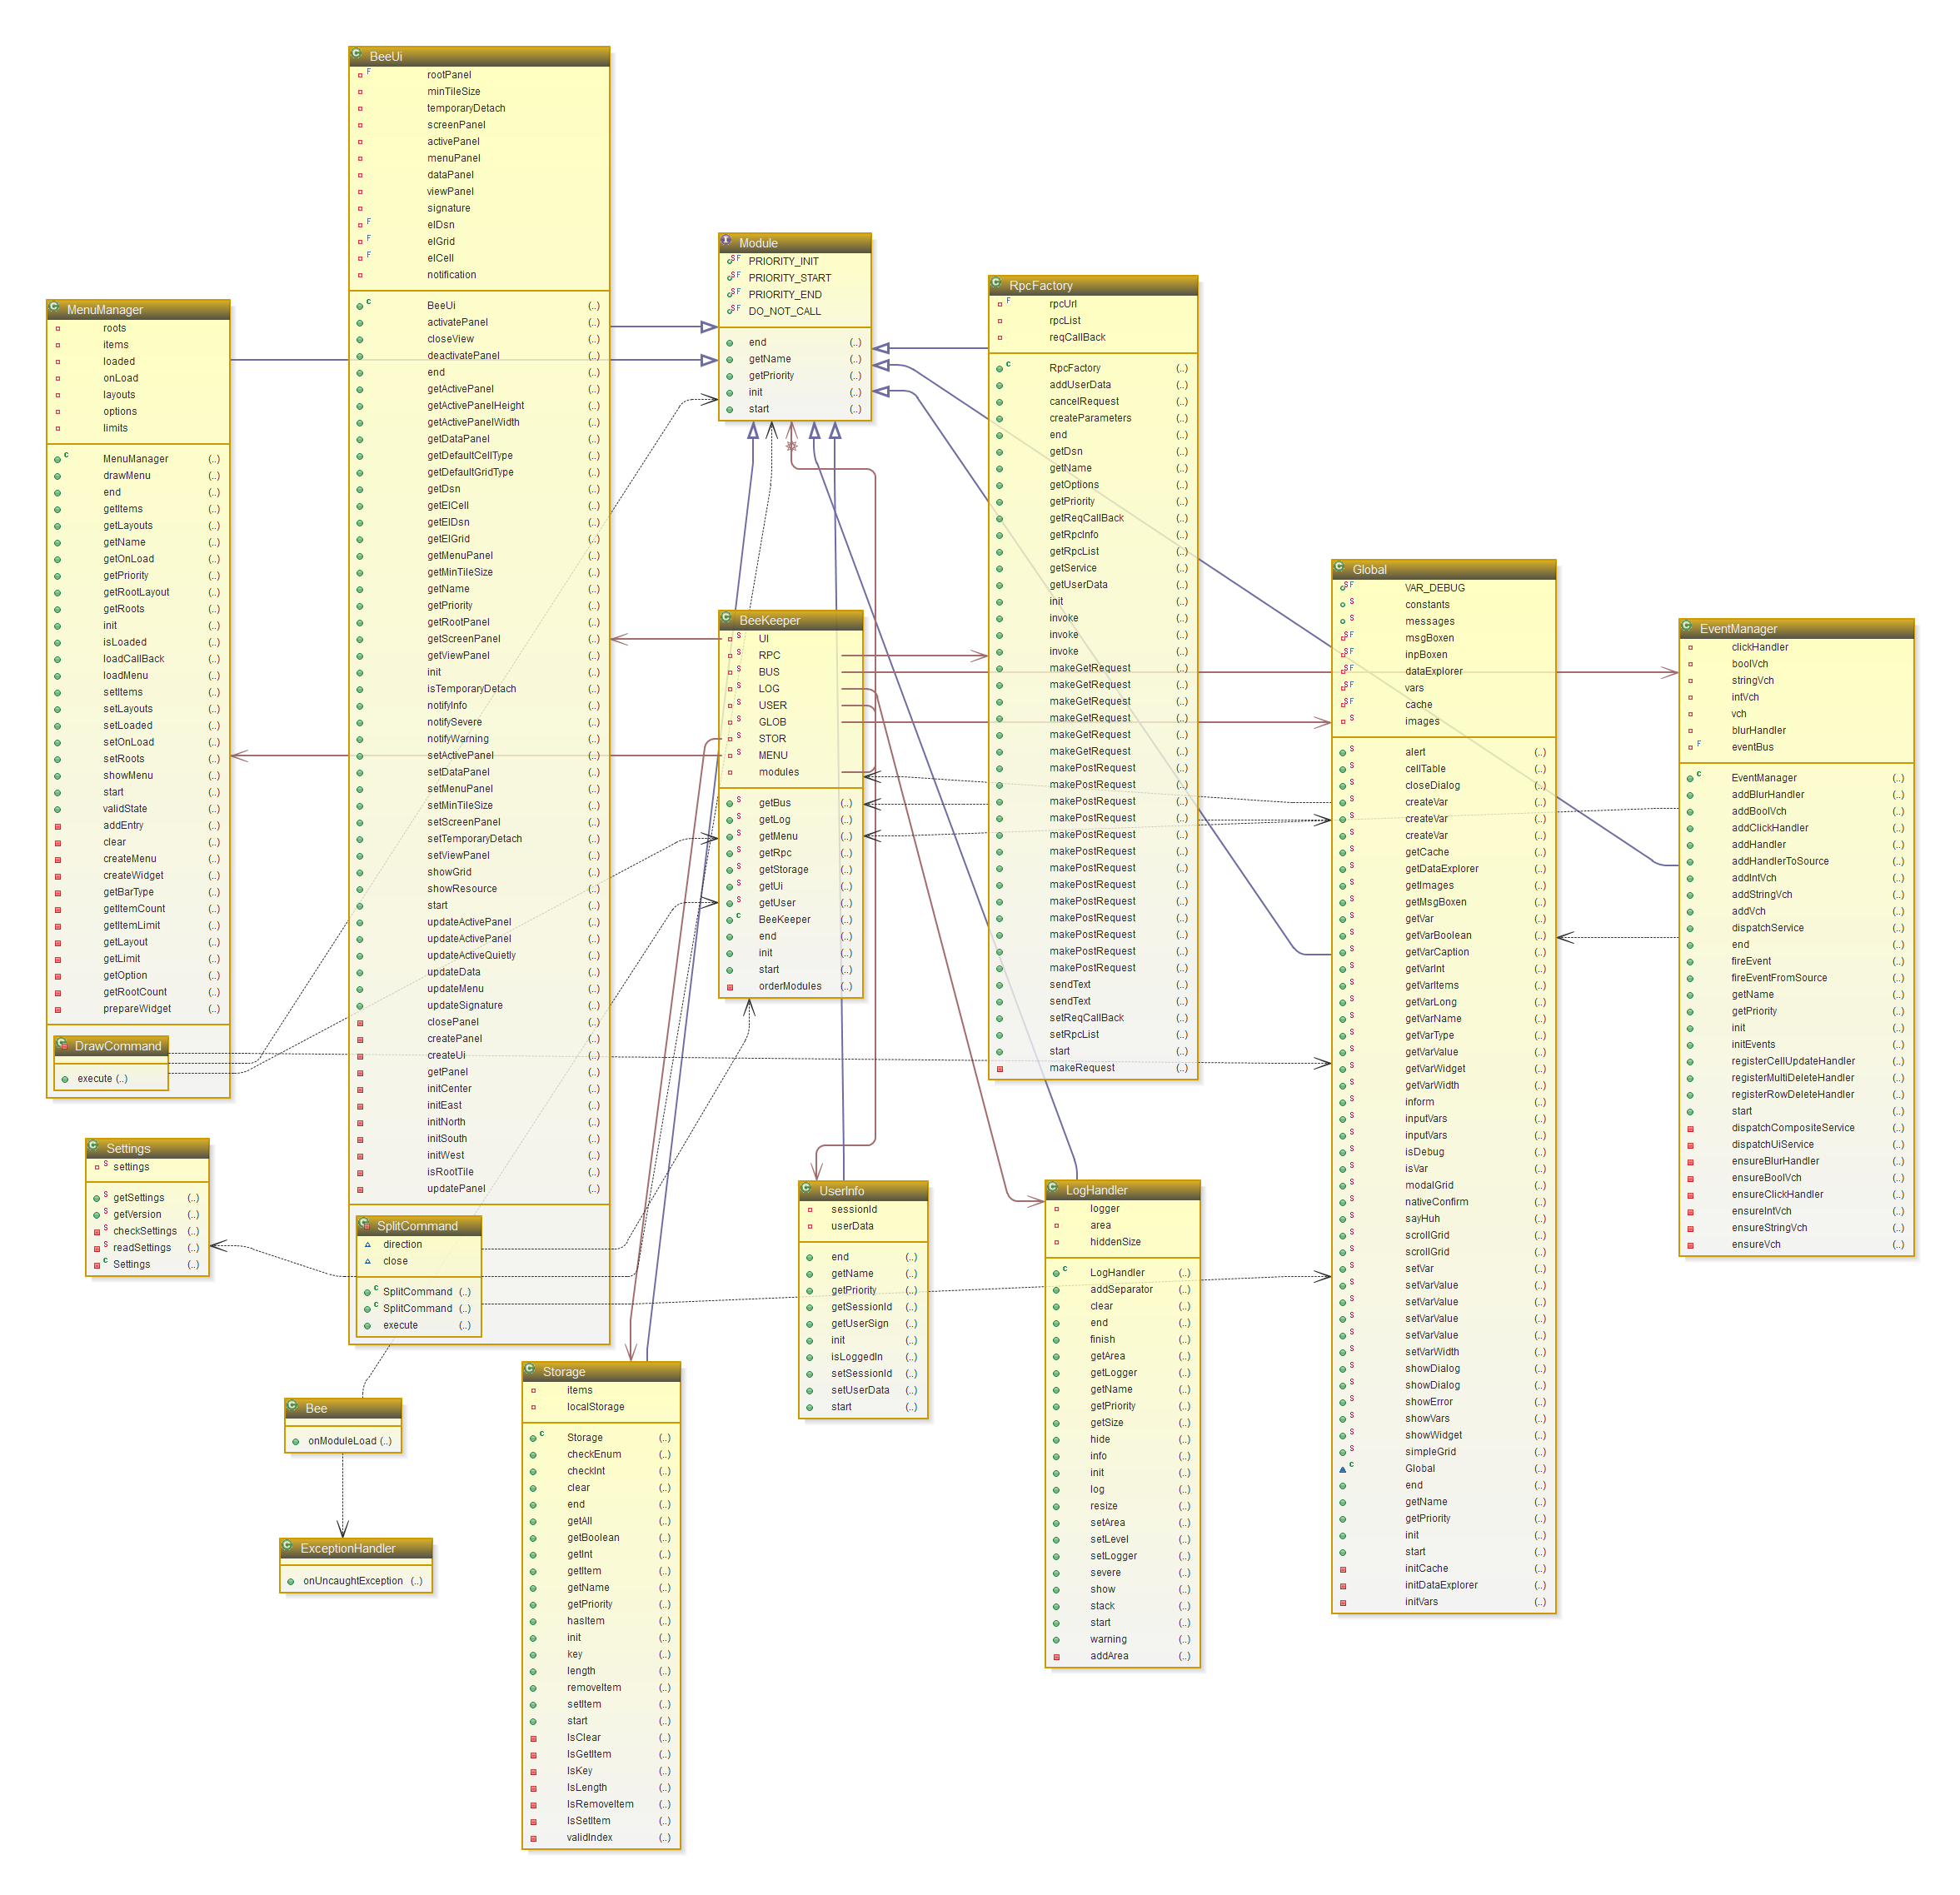 BeeUi
rootPanel
minTileSize
temporaryDetach
screenPanel
activePanel
menuPanel
dataPanel
viewPanel
signature
elDsn
elGrid
elCell
notification
BeeUi (..)
activatePanel (..)
closeView (..)
deactivatePanel (..)
end (..)
getActivePanel (..)
getActivePanelHeight (..)
getActivePanelWidth (..)
getDataPanel (..)
getDefaultCellType (..)
getDefaultGridType (..)
getDsn (..)
getElCell (..)
getElDsn (..)
getElGrid (..)
getMenuPanel (..)
getMinTileSize (..)
getName (..)
getPriority (..)
getRootPanel (..)
getScreenPanel (..)
getViewPanel (..)
init (..)
isTemporaryDetach (..)
notifyInfo (..)
notifySevere (..)
notifyWarning (..)
setActivePanel (..)
setDataPanel (..)
setMenuPanel (..)
setMinTileSize (..)
setScreenPanel (..)
setTemporaryDetach (..)
setViewPanel (..)
showGrid (..)
showResource (..)
start (..)
updateActivePanel (..)
updateActivePanel (..)
updateActiveQuietly (..)
updateData (..)
updateMenu (..)
updateSignature (..)
closePanel (..)
createPanel (..)
createUi (..)
getPanel (..)
initCenter (..)
initEast (..)
initNorth (..)
initSouth (..)
initWest (..)
isRootTile (..)
updatePanel (..)
SplitCommand
direction
close
SplitCommand (..)
SplitCommand (..)
execute (..)
MenuManager
roots
items
loaded
onLoad
layouts
options
limits
MenuManager (..)
drawMenu (..)
end (..)
getItems (..)
getLayouts (..)
getName (..)
getOnLoad (..)
getPriority (..)
getRootLayout (..)
getRoots (..)
init (..)
isLoaded (..)
loadCallBack (..)
loadMenu (..)
setItems (..)
setLayouts (..)
setLoaded (..)
setOnLoad (..)
setRoots (..)
showMenu (..)
start (..)
validState (..)
addEntry (..)
clear (..)
createMenu (..)
createWidget (..)
getBarType (..)
getItemCount (..)
getItemLimit (..)
getLayout (..)
getLimit (..)
getOption (..)
getRootCount (..)
prepareWidget (..)
DrawCommand
execute (..)
Settings
settings
getSettings (..)
getVersion (..)
checkSettings (..)
readSettings (..)
Settings (..)
Bee
onModuleLoad (..)
ExceptionHandler
onUncaughtException (..)
Module
PRIORITY_INIT
PRIORITY_START
PRIORITY_END
DO_NOT_CALL
end (..)
getName (..)
getPriority (..)
init (..)
start (..)
BeeKeeper
UI
RPC
BUS
LOG
USER
GLOB
STOR
MENU
modules
getBus (..)
getLog (..)
getMenu (..)
getRpc (..)
getStorage (..)
getUi (..)
getUser (..)
BeeKeeper (..)
end (..)
init (..)
start (..)
orderModules (..)
Storage
items
localStorage
Storage (..)
checkEnum (..)
checkInt (..)
clear (..)
end (..)
getAll (..)
getBoolean (..)
getInt (..)
getItem (..)
getName (..)
getPriority (..)
hasItem (..)
init (..)
key (..)
length (..)
removeItem (..)
setItem (..)
start (..)
lsClear (..)
lsGetItem (..)
lsKey (..)
lsLength (..)
lsRemoveItem (..)
lsSetItem (..)
validIndex (..)
UserInfo
sessionId
userData
end (..)
getName (..)
getPriority (..)
getSessionId (..)
getUserSign (..)
init (..)
isLoggedIn (..)
setSessionId (..)
setUserData (..)
start (..)
RpcFactory
rpcUrl
rpcList
reqCallBack
RpcFactory (..)
addUserData (..)
cancelRequest (..)
createParameters (..)
end (..)
getDsn (..)
getName (..)
getOptions (..)
getPriority (..)
getReqCallBack (..)
getRpcInfo (..)
getRpcList (..)
getService (..)
getUserData (..)
init (..)
invoke (..)
invoke (..)
invoke (..)
makeGetRequest (..)
makeGetRequest (..)
makeGetRequest (..)
makeGetRequest (..)
makeGetRequest (..)
makeGetRequest (..)
makePostRequest (..)
makePostRequest (..)
makePostRequest (..)
makePostRequest (..)
makePostRequest (..)
makePostRequest (..)
makePostRequest (..)
makePostRequest (..)
makePostRequest (..)
makePostRequest (..)
makePostRequest (..)
makePostRequest (..)
makePostRequest (..)
sendText (..)
sendText (..)
setReqCallBack (..)
setRpcList (..)
start (..)
makeRequest (..)
LogHandler
logger
area
hiddenSize
LogHandler (..)
addSeparator (..)
clear (..)
end (..)
finish (..)
getArea (..)
getLogger (..)
getName (..)
getPriority (..)
getSize (..)
hide (..)
info (..)
init (..)
log (..)
resize (..)
setArea (..)
setLevel (..)
setLogger (..)
severe (..)
show (..)
stack (..)
start (..)
warning (..)
addArea (..)
Global
VAR_DEBUG
constants
messages
msgBoxen
inpBoxen
dataExplorer
vars
cache
images
alert (..)
cellTable (..)
closeDialog (..)
createVar (..)
createVar (..)
createVar (..)
getCache (..)
getDataExplorer (..)
getImages (..)
getMsgBoxen (..)
getVar (..)
getVarBoolean (..)
getVarCaption (..)
getVarInt (..)
getVarItems (..)
getVarLong (..)
getVarName (..)
getVarType (..)
getVarValue (..)
getVarWidget (..)
getVarWidth (..)
inform (..)
inputVars (..)
inputVars (..)
isDebug (..)
isVar (..)
modalGrid (..)
nativeConfirm (..)
sayHuh (..)
scrollGrid (..)
scrollGrid (..)
setVar (..)
setVarValue (..)
setVarValue (..)
setVarValue (..)
setVarValue (..)
setVarWidth (..)
showDialog (..)
showDialog (..)
showError (..)
showVars (..)
showWidget (..)
simpleGrid (..)
Global (..)
end (..)
getName (..)
getPriority (..)
init (..)
start (..)
initCache (..)
initDataExplorer (..)
initVars (..)
EventManager
clickHandler
boolVch
stringVch
intVch
vch
blurHandler
eventBus
EventManager (..)
addBlurHandler (..)
addBoolVch (..)
addClickHandler (..)
addHandler (..)
addHandlerToSource (..)
addIntVch (..)
addStringVch (..)
addVch (..)
dispatchService (..)
end (..)
fireEvent (..)
fireEventFromSource (..)
getName (..)
getPriority (..)
init (..)
initEvents (..)
registerCellUpdateHandler (..)
registerMultiDeleteHandler (..)
registerRowDeleteHandler (..)
start (..)
dispatchCompositeService (..)
dispatchUiService (..)
ensureBlurHandler (..)
ensureBoolVch (..)
ensureClickHandler (..)
ensureIntVch (..)
ensureStringVch (..)
ensureVch (..)